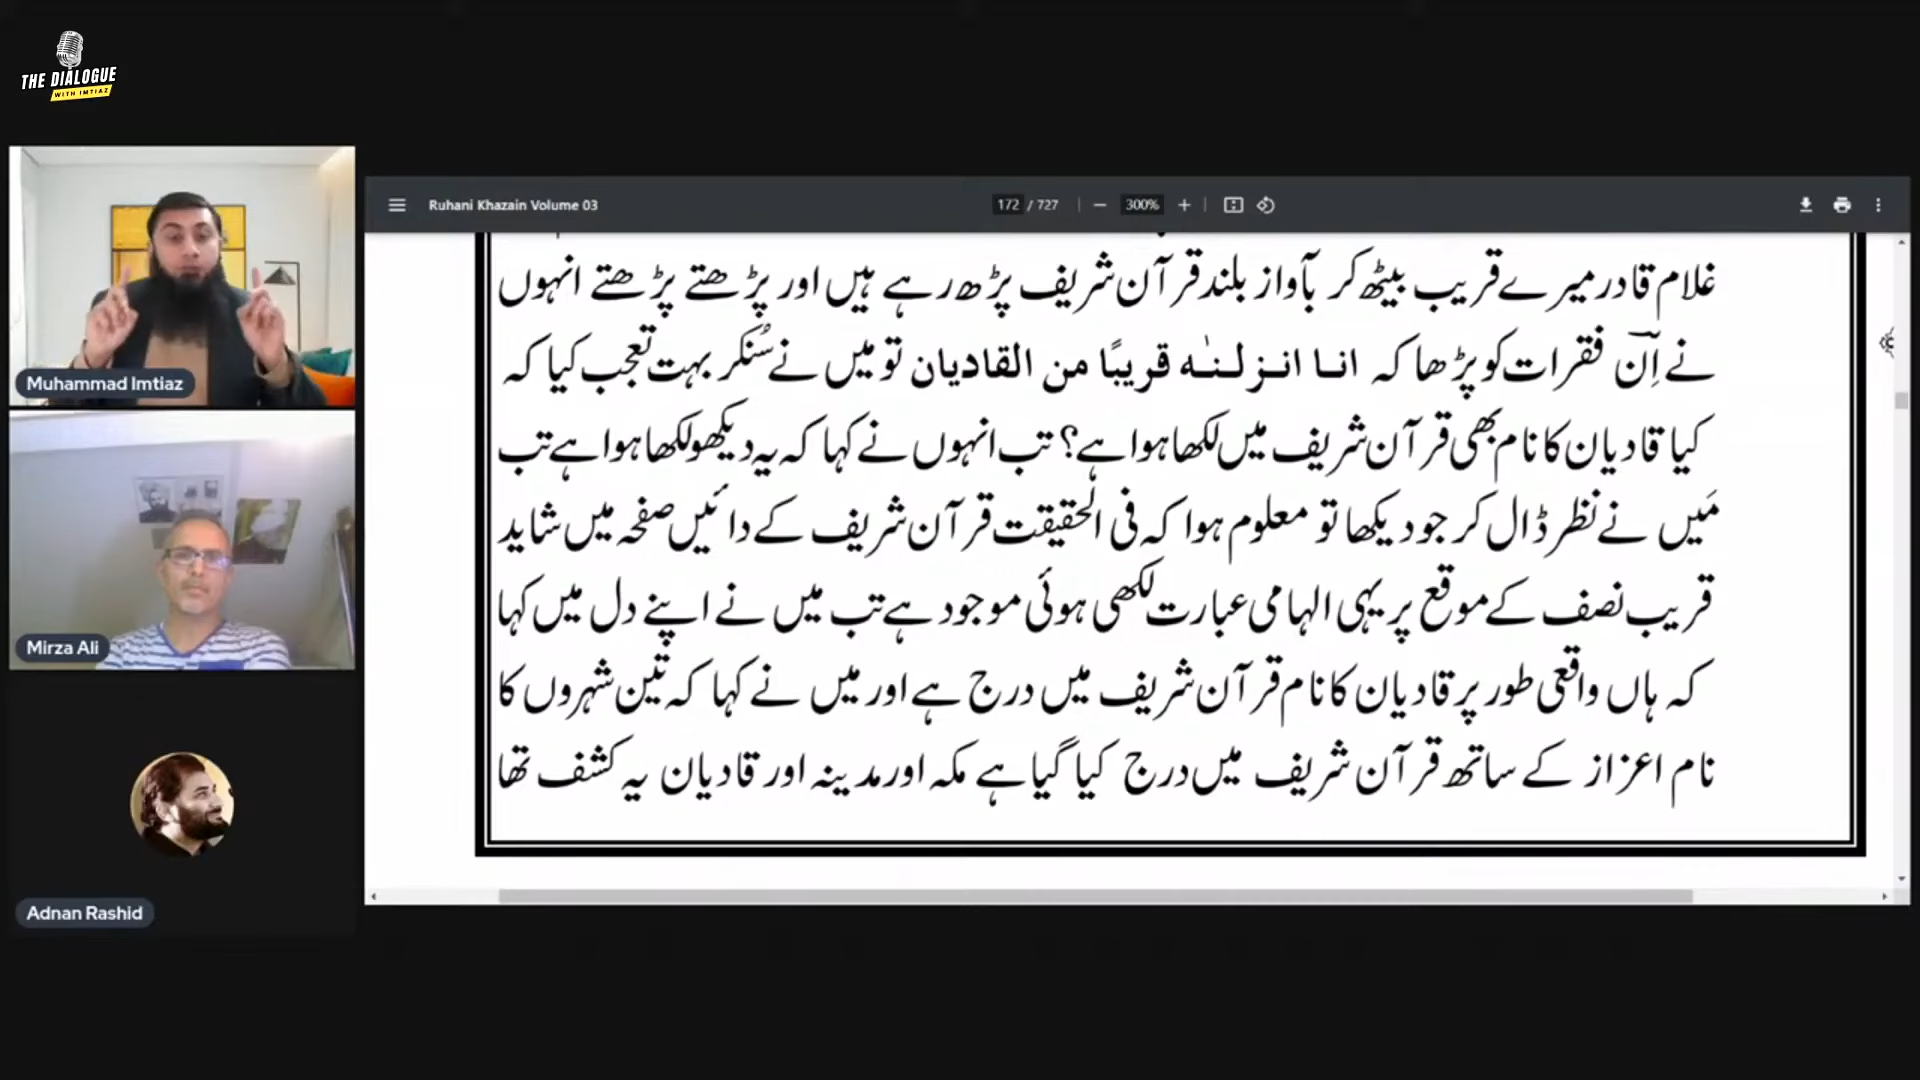 THE DIALOGUE
WITH IMTIAZ
Muhammad Imtiaz
Mirza Ali
Adnan Rashid
Ruhani Khazain Volume 03
172 / 727
300%
غلام قادر میرے قریب بیٹھ کر بآواز بلند قرآن شریف پڑھ رہے ہیں اور پڑھتے پڑھتے انہوں
نے اِن فقرات کو پڑھا کہ انا انزلنٰہ قریبًا من القادیان تو میں نے سُنکر بہت تعجب کیا کہ
کیا قادیان کا نام بھی قرآن شریف میں لکھا ہوا ہے؟ تب انہوں نے کہا کہ یہ دیکھو لکھا ہوا ہے تب
مَیں نے نظر ڈال کر جو دیکھا تو معلوم ہوا کہ فی الحقیقت قرآن شریف کے دائیں صفحہ میں شاید
قریب نصف کے موقع پر یہی الہامی عبارت لکھی ہوئی موجود ہے تب میں نے اپنے دل میں کہا
کہ ہاں واقعی طور پر قادیان کا نام قرآن شریف میں درج ہے اور میں نے کہا کہ تین شہروں کا
نام اعزاز کے ساتھ قرآن شریف میں درج کیا گیا ہے مکہ اور مدینہ اور قادیان یہ کشف تھا